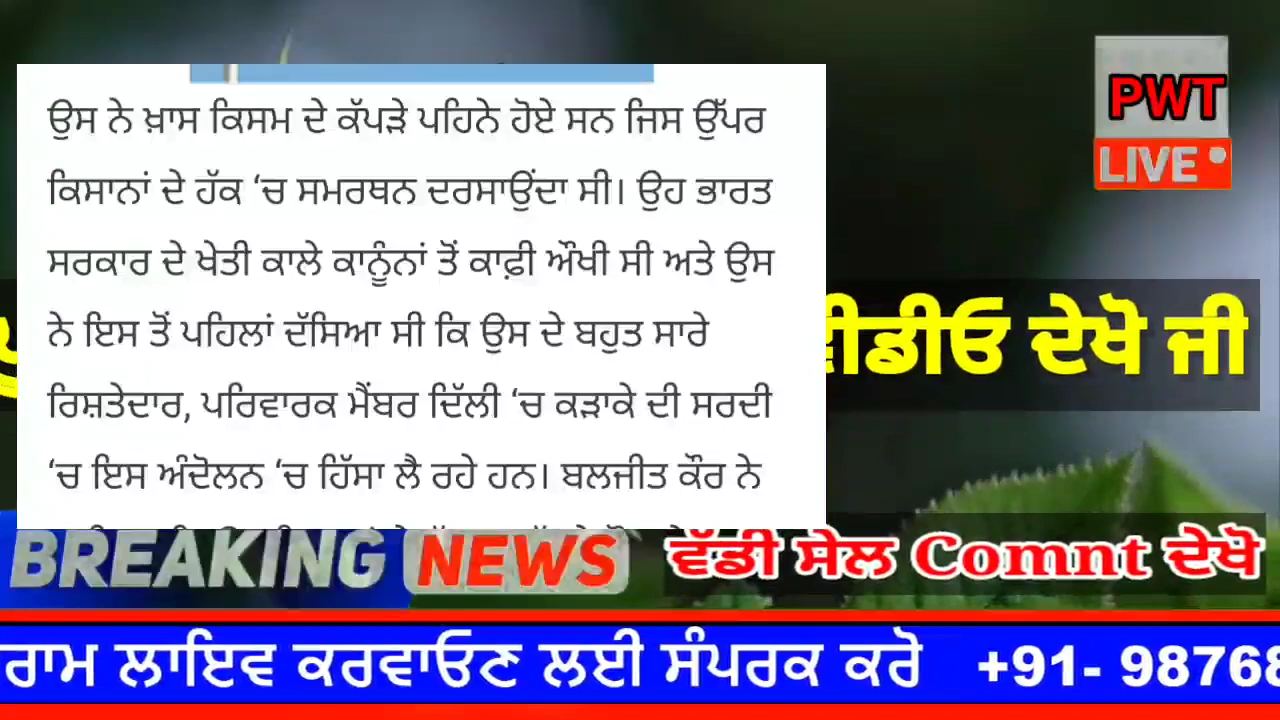 PWT
LIVE
ਉਸ ਨੇ ਖ਼ਾਸ ਕਿਸਮ ਦੇ ਕੱਪੜੇ ਪਹਿਨੇ ਹੋਏ ਸਨ ਜਿਸ ਉੱਪਰ
ਕਿਸਾਨਾਂ ਦੇ ਹੱਕ ‘ਚ ਸਮਰਥਨ ਦਰਸਾਉਂਦਾ ਸੀ। ਉਹ ਭਾਰਤ
ਸਰਕਾਰ ਦੇ ਖੇਤੀ ਕਾਲੇ ਕਾਨੂੰਨਾਂ ਤੋਂ ਕਾਫ਼ੀ ਔਖੀ ਸੀ ਅਤੇ ਉਸ
ਨੇ ਇਸ ਤੋਂ ਪਹਿਲਾਂ ਦੱਸਿਆ ਸੀ ਕਿ ਉਸ ਦੇ ਬਹੁਤ ਸਾਰੇ
ਰਿਸ਼ਤੇਦਾਰ, ਪਰਿਵਾਰਕ ਮੈਂਬਰ ਦਿੱਲੀ ‘ਚ ਕੜਾਕੇ ਦੀ ਸਰਦੀ
‘ਚ ਇਸ ਅੰਦੋਲਨ ‘ਚ ਹਿੱਸਾ ਲੈ ਰਹੇ ਹਨ। ਬਲਜੀਤ ਕੌਰ ਨੇ
ਵੀਡੀਓ ਦੇਖੋ ਜੀ
BREAKING NEWS
ਵੱਡੀ ਸੇਲ Comnt ਦੇਖੋ
ਰਾਮ ਲਾਇਵ ਕਰਵਾਓਣ ਲਈ ਸੰਪਰਕ ਕਰੋ +91- 98768